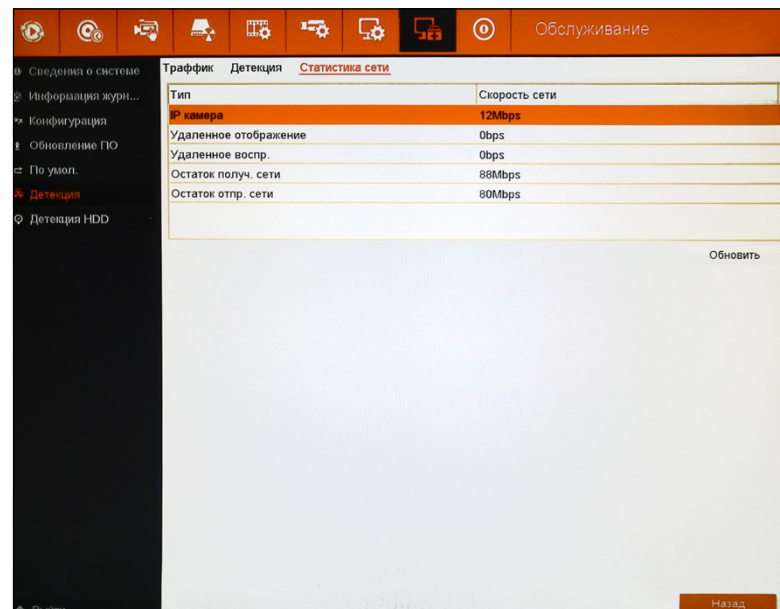 Обслуживание
Сведения о системе
Информация журн...
Конфигурация
Обновление ПО
По умол.
Детекция
Детекция HDD
Траффик Детекция Статистика сети
Тип Скорость сети
IP камера 12Mbps
Удаленное отображение 0bps
Удаленное воспр. 0bps
Остаток получ. сети 88Mbps
Остаток отпр. сети 80Mbps
Обновить
Назад